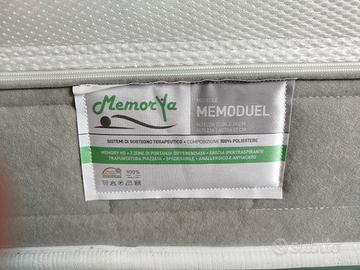 MemorYa
MEMODUEL
SISTEMI DI SOSTEGNO TERAPEUTICO • COMPOSIZIONE 100% POLIESTERE
MEMORY HD • 7 ZONE DI PORTANZA DIFFERENZIATA • FASCIA IPERTRASPIRANTE
TRAPUNTATURA PIAZZATA • SFODERABILE • ANALLERGICO E ANTIACARO
100%